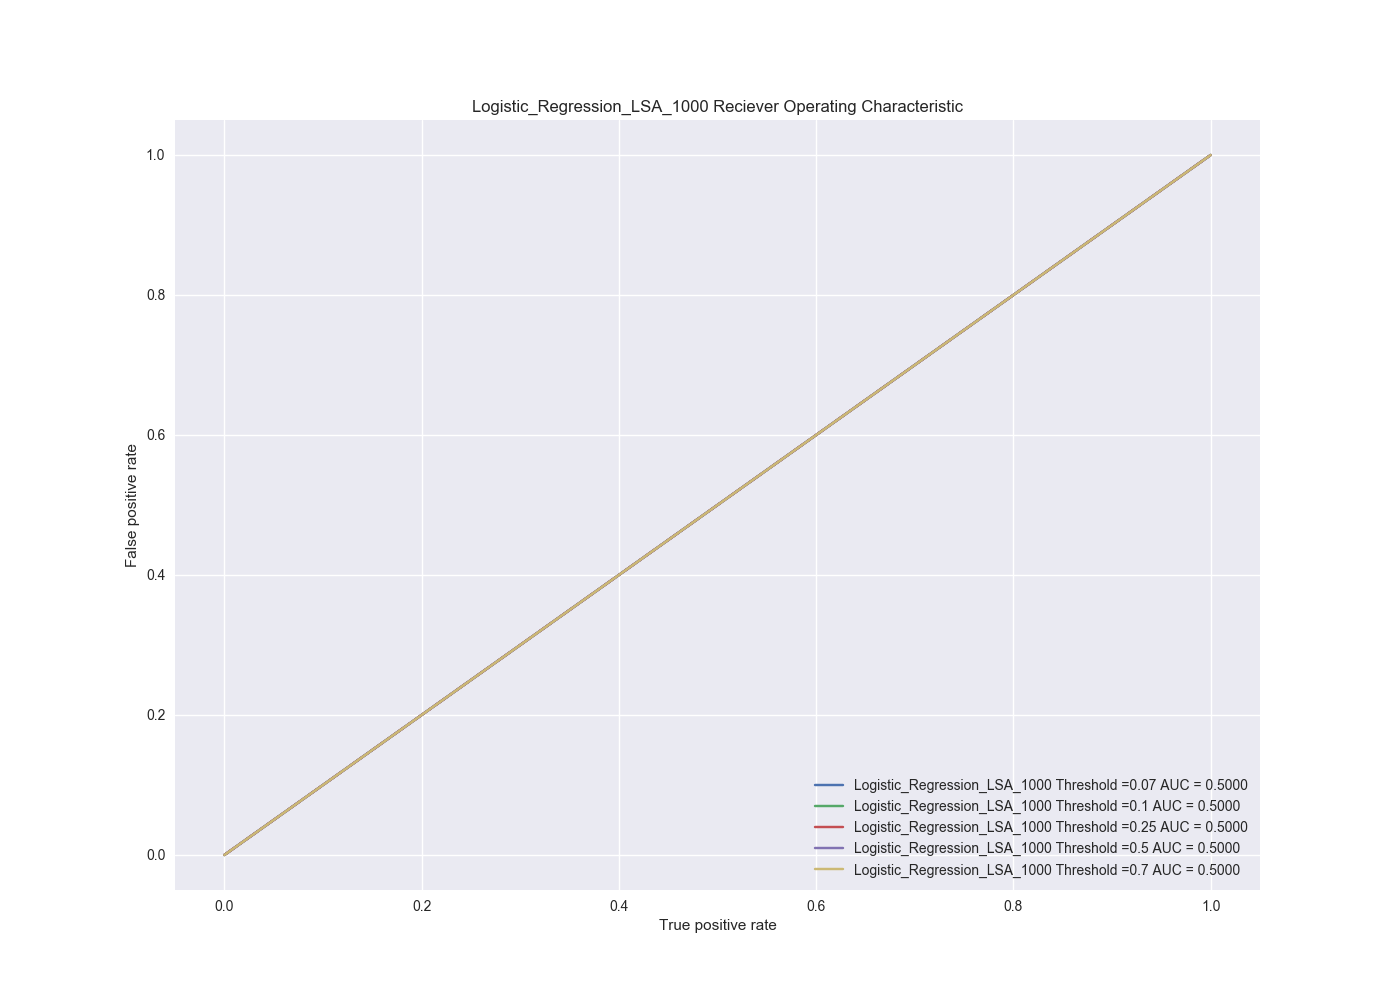 Logistic_Regression_LSA_1000 Reciever Operating Characteristic
1.0
0.8
0.6
0.4
0.2
0.0
False positive rate
Logistic_Regression_LSA_1000 Threshold =0.07 AUC = 0.5000
Logistic_Regression_LSA_1000 Threshold =0.1 AUC = 0.5000
Logistic_Regression_LSA_1000 Threshold =0.25 AUC = 0.5000
Logistic_Regression_LSA_1000 Threshold =0.5 AUC = 0.5000
Logistic_Regression_LSA_1000 Threshold =0.7 AUC = 0.5000
0.0 0.2 0.4 0.6 0.8 1.0
True positive rate